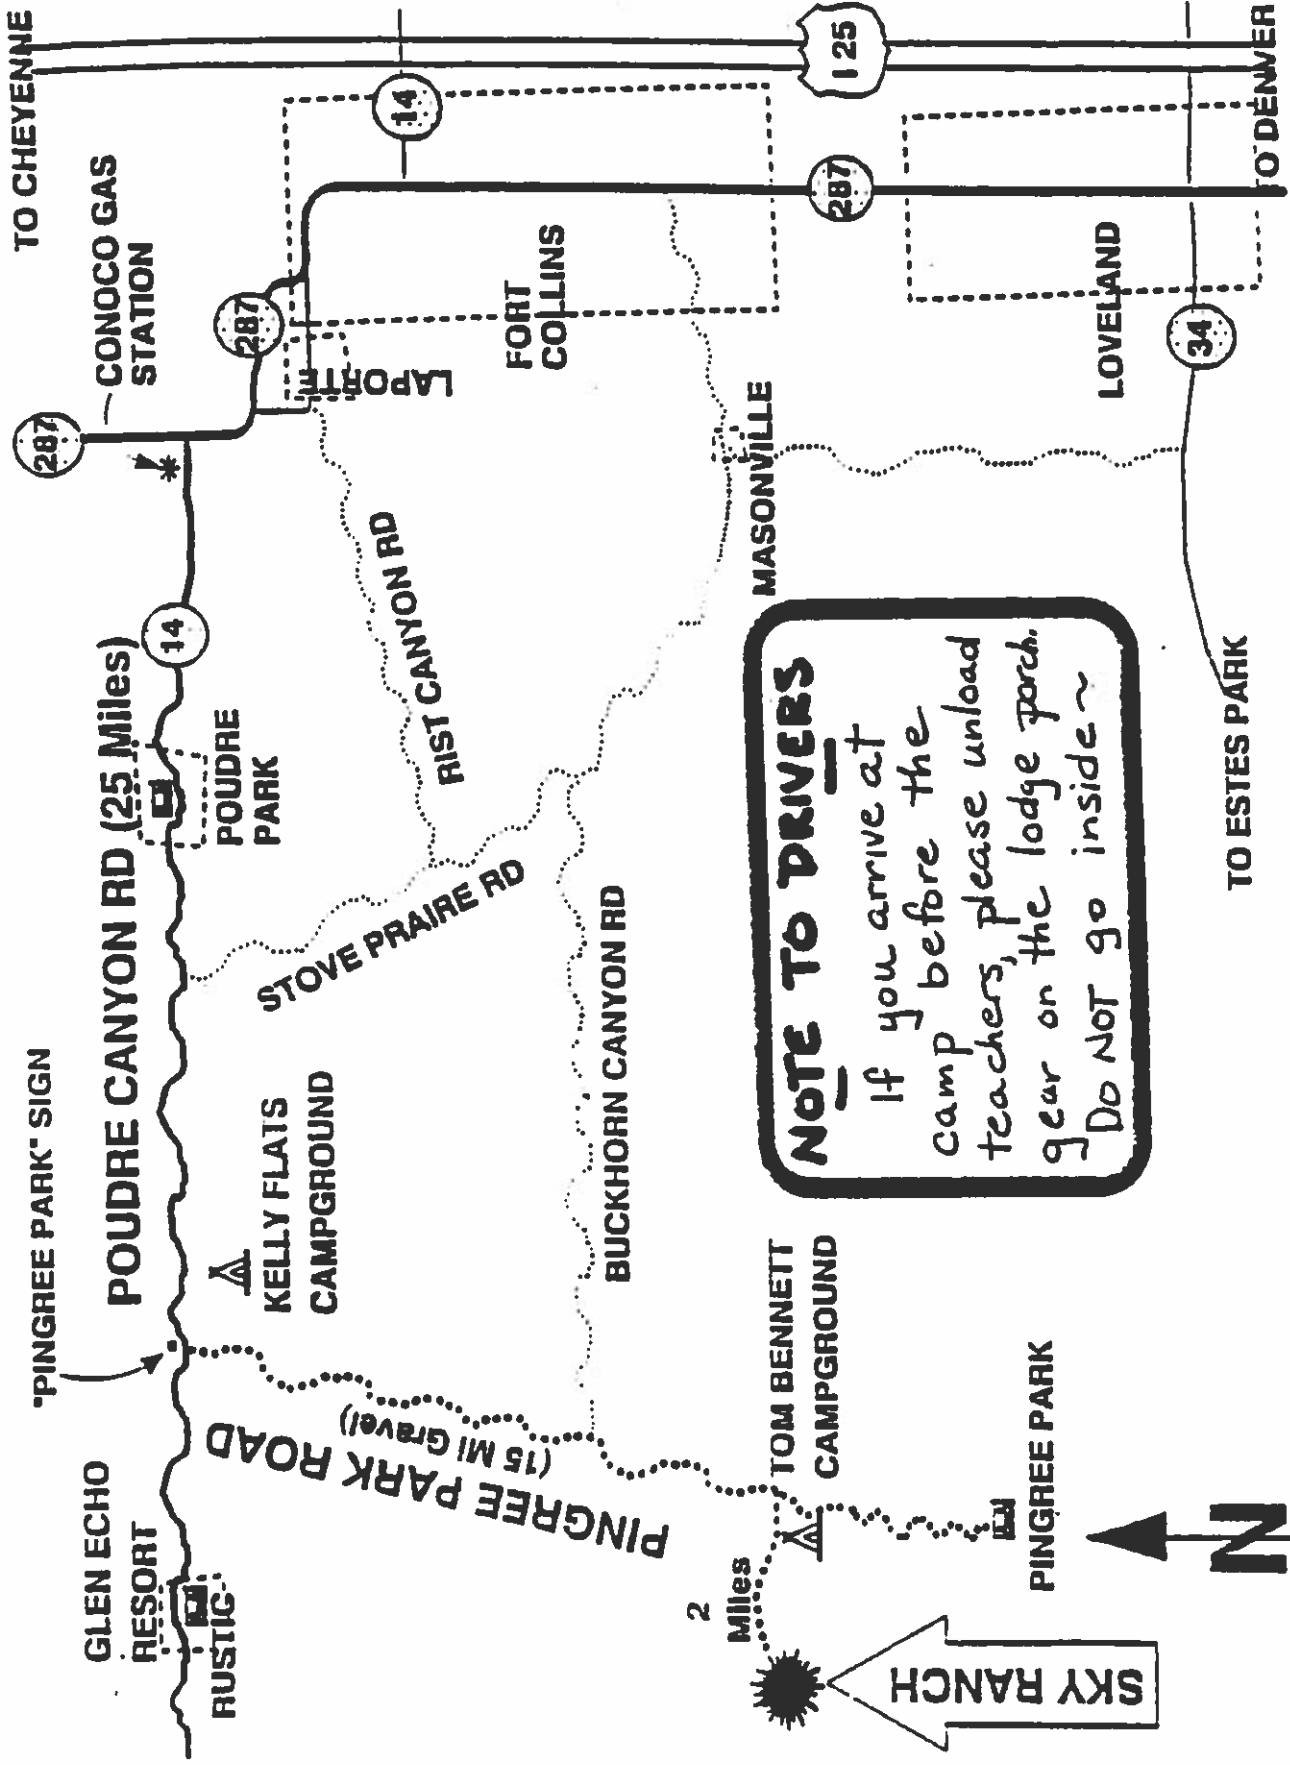 "PINGREE PARK" SIGN
TO CHEYENNE
GLEN ECHO
RESORT
RUSTIC
POUDRE CANYON RD (25 Miles)
14
287
CONOCO GAS
STATION
POUDRE
PARK
KELLY FLATS
CAMPGROUND
STOVE PRAIRE RD
RIST CANYON RD
287
LAPORTE
14
FORT
COLLINS
PINGREE PARK ROAD
(15 MI Gravel)
BUCKHORN CANYON RD
MASONVILLE
287
I 25
2
Miles
TOM BENNETT
CAMPGROUND
SKY RANCH
PINGREE PARK
N
NOTE TO DRIVERS
If you arrive at
camp before the
teachers, please unload
gear on the lodge porch.
Do NOT go inside ~
LOVELAND
34
TO ESTES PARK
TO DENVER